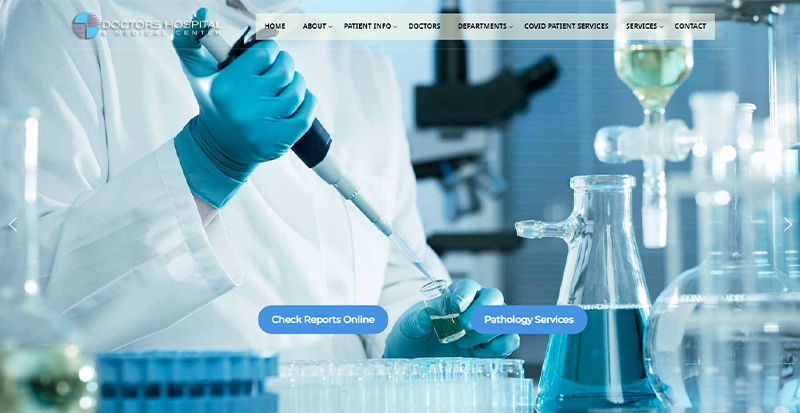 DOCTORS HOSPITAL
& MEDICAL CENTER
HOME ABOUT PATIENT INFO DOCTORS DEPARTMENTS COVID PATIENT SERVICES SERVICES CONTACT
Check Reports Online
Pathology Services